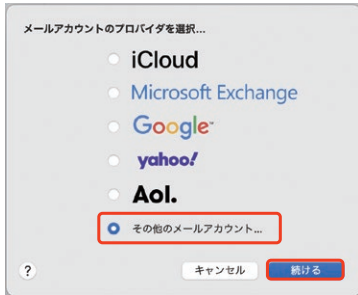 メールアカウントのプロバイダを選択...
iCloud
Microsoft Exchange
Google™
yahoo!
Aol.
その他のメールアカウント...
? キャンセル 続ける